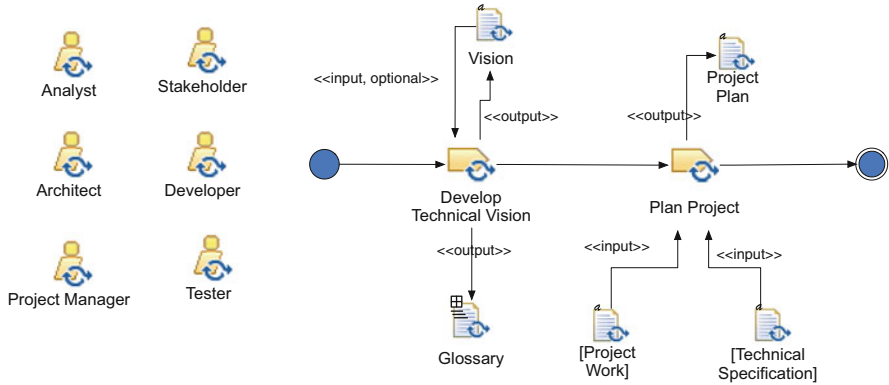 Analyst
Stakeholder
Architect
Developer
Project Manager
Tester
a
Vision
<<input, optional>>
<<output>>
Develop
Technical Vision
<<output>>
Glossary
a
Project
Plan
<<output>>
Plan Project
<<input>>
<<input>>
a
[Project
Work]
a
[Technical
Specification]